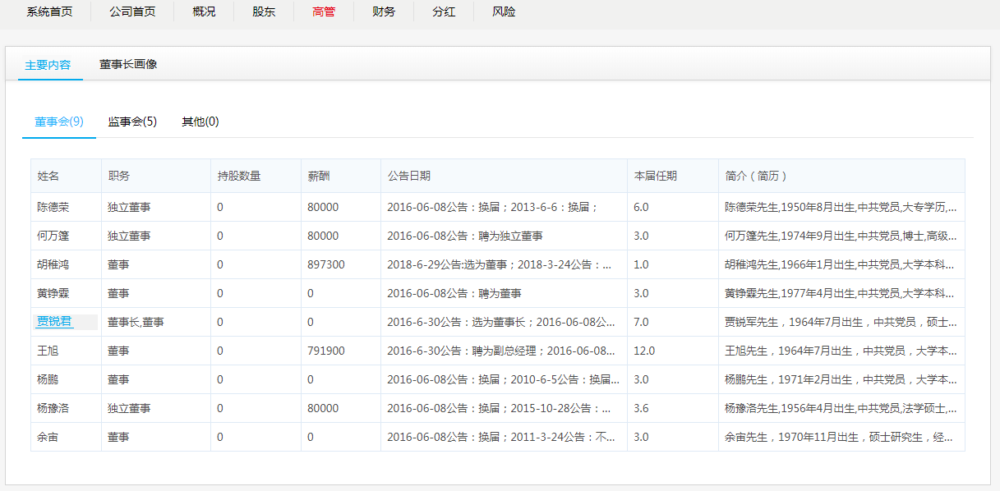 系统首页 公司首页 概况 股东 高管 财务 分红 风险
主要内容 董事长画像
董事会(9) 监事会(5) 其他(0)
姓名 职务 持股数量 薪酬 公告日期 本届任期 简介（简历）
陈德荣 独立董事 0 80000 2016-06-08公告：换届；2013-6-6：换届； 6.0 陈德荣先生,1950年8月出生,中共党员,大专学历,...
何万篷 独立董事 0 80000 2016-06-08公告：聘为独立董事 3.0 何万篷先生,1974年9月出生,中共党员,博士,高级...
胡稚鸿 董事 0 897300 2018-6-29公告:选为董事；2018-3-24公告：... 1.0 胡稚鸿先生,1966年1月出生,中共党员,大学本科...
黄铮霖 董事 0 0 2016-06-08公告：聘为董事 3.0 黄铮霖先生,1977年4月出生,中共党员,大学本科...
贾锐君 董事长,董事 0 0 2016-6-30公告：选为董事长；2016-06-08公... 7.0 贾锐军先生，1964年7月出生，中共党员，硕士...
王旭 董事 0 791900 2016-6-30公告：聘为副总经理；2016-06-08... 12.0 王旭先生，1964年7月出生，中共党员，大学本...
杨鹏 董事 0 0 2016-06-08公告：换届；2010-6-5公告：换届... 3.0 杨鹏先生，1971年2月出生，中共党员，大学本...
杨豫洛 独立董事 0 80000 2016-06-08公告：换届；2015-10-28公告：... 3.6 杨豫洛先生,1956年4月出生,中共党员,法学硕士,...
余宙 董事 0 0 2016-06-08公告：换届；2011-3-24公告：不... 3.0 余宙先生，1970年11月出生，硕士研究生，经...